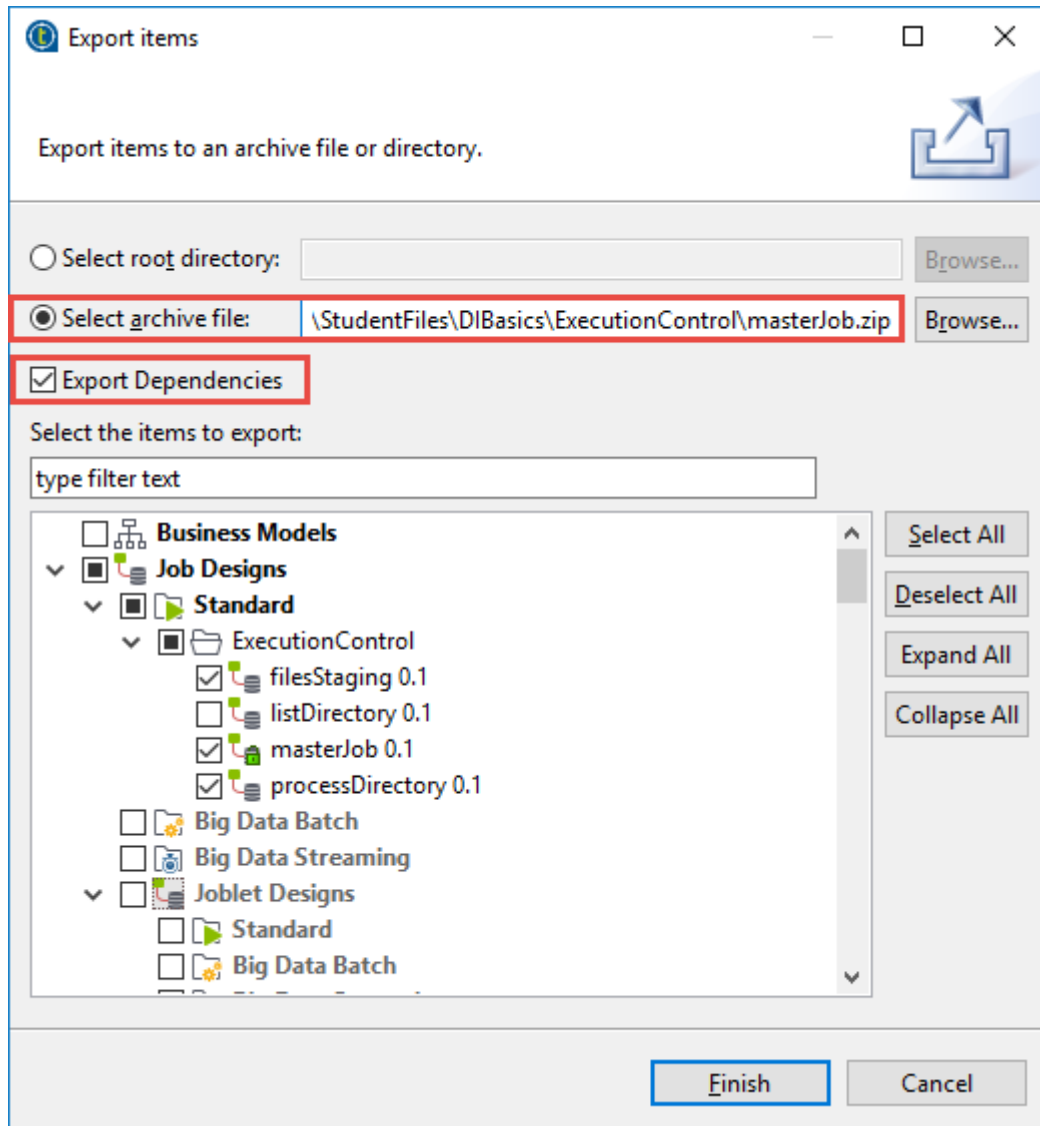 Export items
Export items to an archive file or directory.
Select root directory:
Browse...
Select archive file: \StudentFiles\DIBasics\ExecutionControl\masterJob.zip Browse...
Export Dependencies
Select the items to export:
type filter text
Business Models
Select All
Job Designs
Standard
Deselect All
ExecutionControl
Expand All
filesStaging 0.1
listDirectory 0.1
Collapse All
masterJob 0.1
processDirectory 0.1
Big Data Batch
Big Data Streaming
Joblet Designs
Standard
Big Data Batch
Finish Cancel